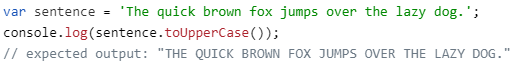 var sentence = 'The quick brown fox jumps over the lazy dog.';
console.log(sentence.toUpperCase());
// expected output: "THE QUICK BROWN FOX JUMPS OVER THE LAZY DOG."